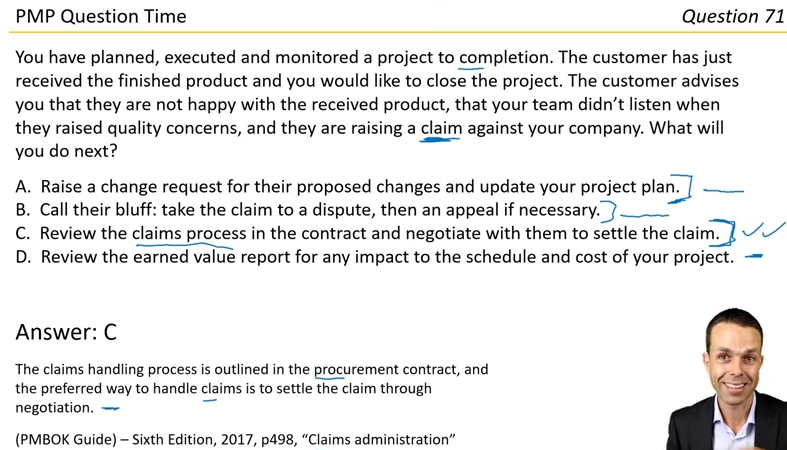 PMP Question Time
Question 71
You have planned, executed and monitored a project to completion. The customer has just
received the finished product and you would like to close the project. The customer advises
you that they are not happy with the received product, that your team didn’t listen when
they raised quality concerns, and they are raising a claim against your company. What will
you do next?
A. Raise a change request for their proposed changes and update your project plan.
B. Call their bluff: take the claim to a dispute, then an appeal if necessary.
C. Review the claims process in the contract and negotiate with them to settle the claim.
D. Review the earned value report for any impact to the schedule and cost of your project.
Answer: C
The claims handling process is outlined in the procurement contract, and
the preferred way to handle claims is to settle the claim through
negotiation.
(PMBOK Guide) – Sixth Edition, 2017, p498, “Claims administration”